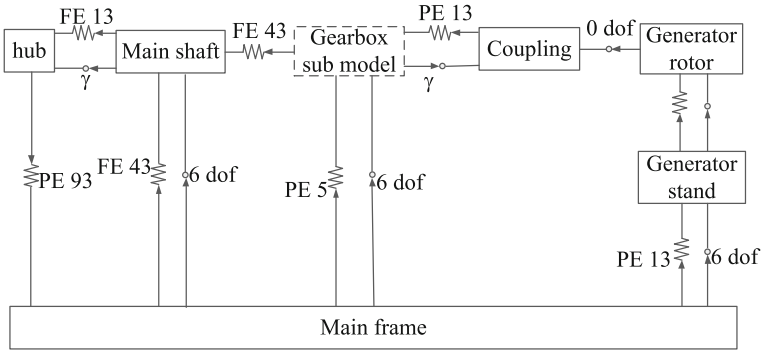 FE 13
FE 43
PE 13
0 dof
hub
Main shaft
Gearbox
sub model
Coupling
Generator
rotor
γ
γ
PE 93
FE 43
6 dof
PE 5
6 dof
Generator
stand
PE 13
6 dof
Main frame